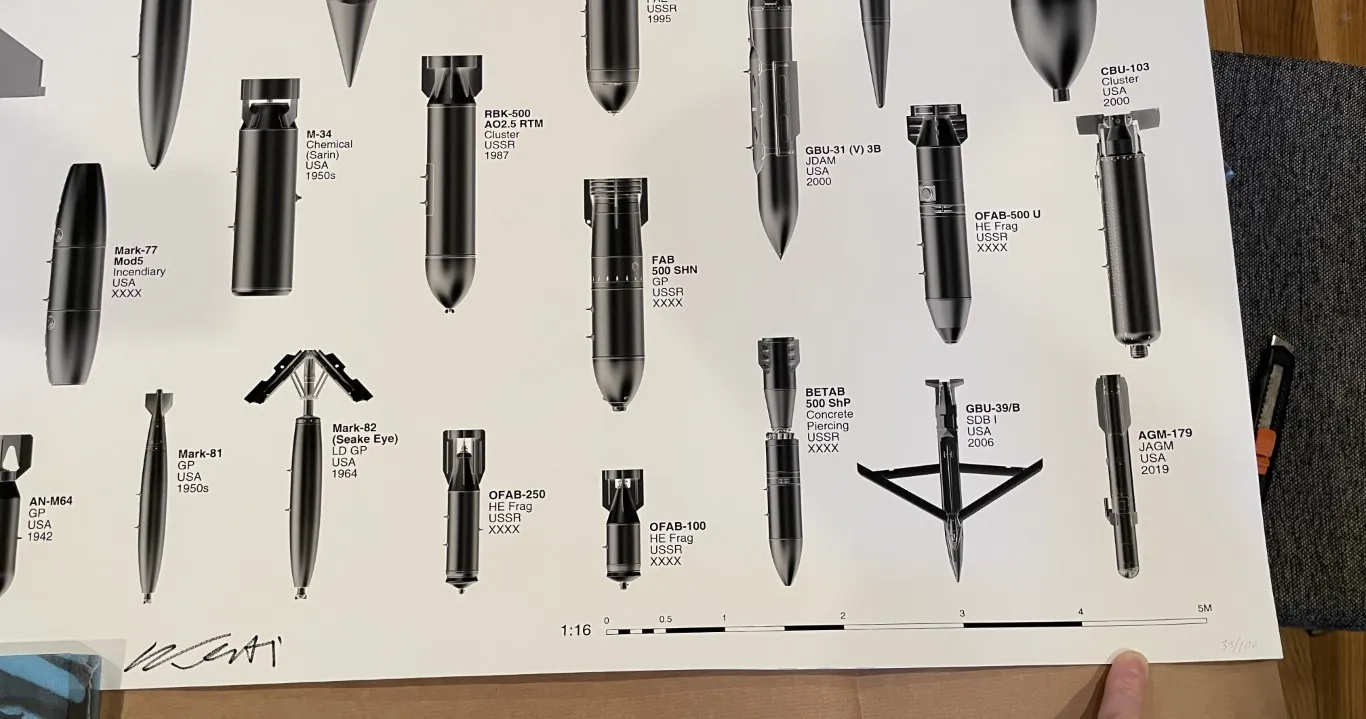 USSR
1995
CBU-103
Cluster
USA
2000
M-34
Chemical
(Sarin)
USA
1950s
RBK-500
AO2.5 RTM
Cluster
USSR
1987
GBU-31 (V) 3B
JDAM
USA
2000
OFAB-500 U
HE Frag
USSR
XXXX
Mark-77
Mod5
Incendiary
USA
XXXX
FAB
500 SHN
GP
USSR
XXXX
Mark-82
(Seake Eye)
LD GP
USA
1964
BETAB
500 ShP
Concrete
Piercing
USSR
XXXX
GBU-39/B
SDB I
USA
2006
AGM-179
JAGM
USA
2019
Mark-81
GP
USA
1950s
AN-M64
GP
USA
1942
OFAB-250
HE Frag
USSR
XXXX
OFAB-100
HE Frag
USSR
XXXX
1:16
0 0.5 1 2 3 4 5M